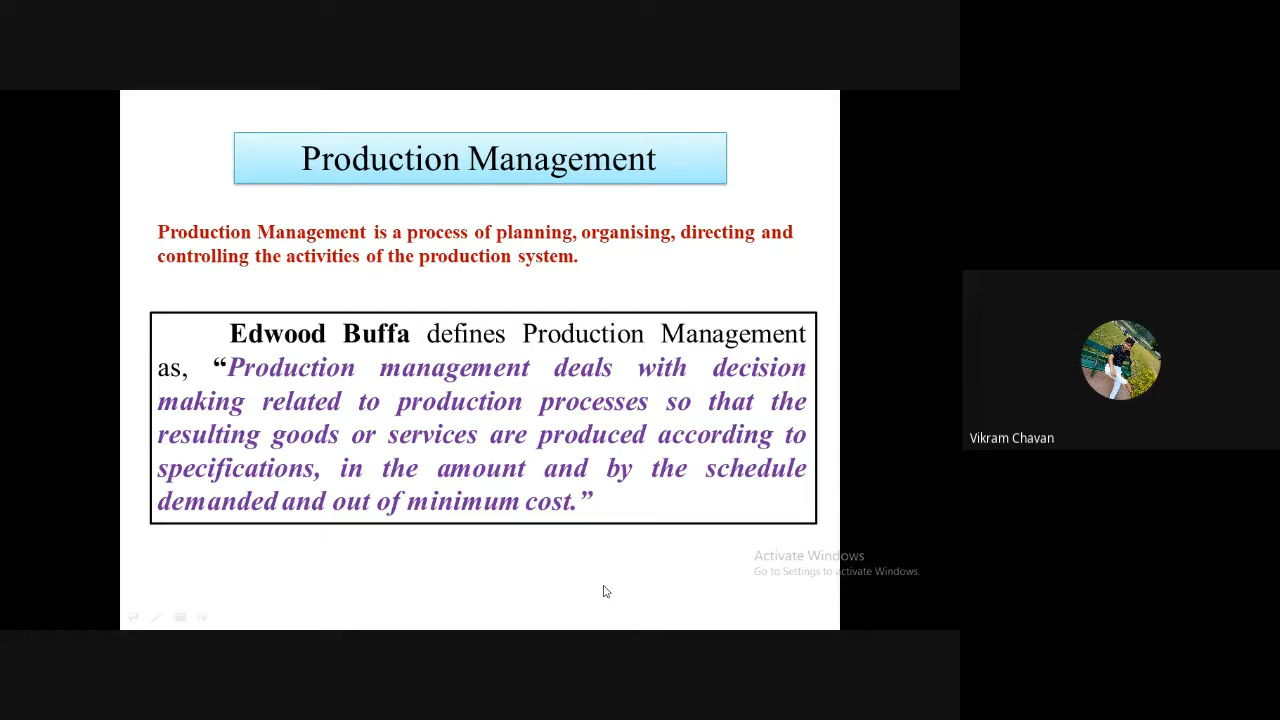 Production Management
Production Management is a process of planning, organising, directing and
controlling the activities of the production system.
Edwood Buffa defines Production Management
as, “Production management deals with decision
making related to production processes so that the
resulting goods or services are produced according to
specifications, in the amount and by the schedule
demanded and out of minimum cost.”
Vikram Chavan
Activate Windows
Go to Settings to activate Windows.